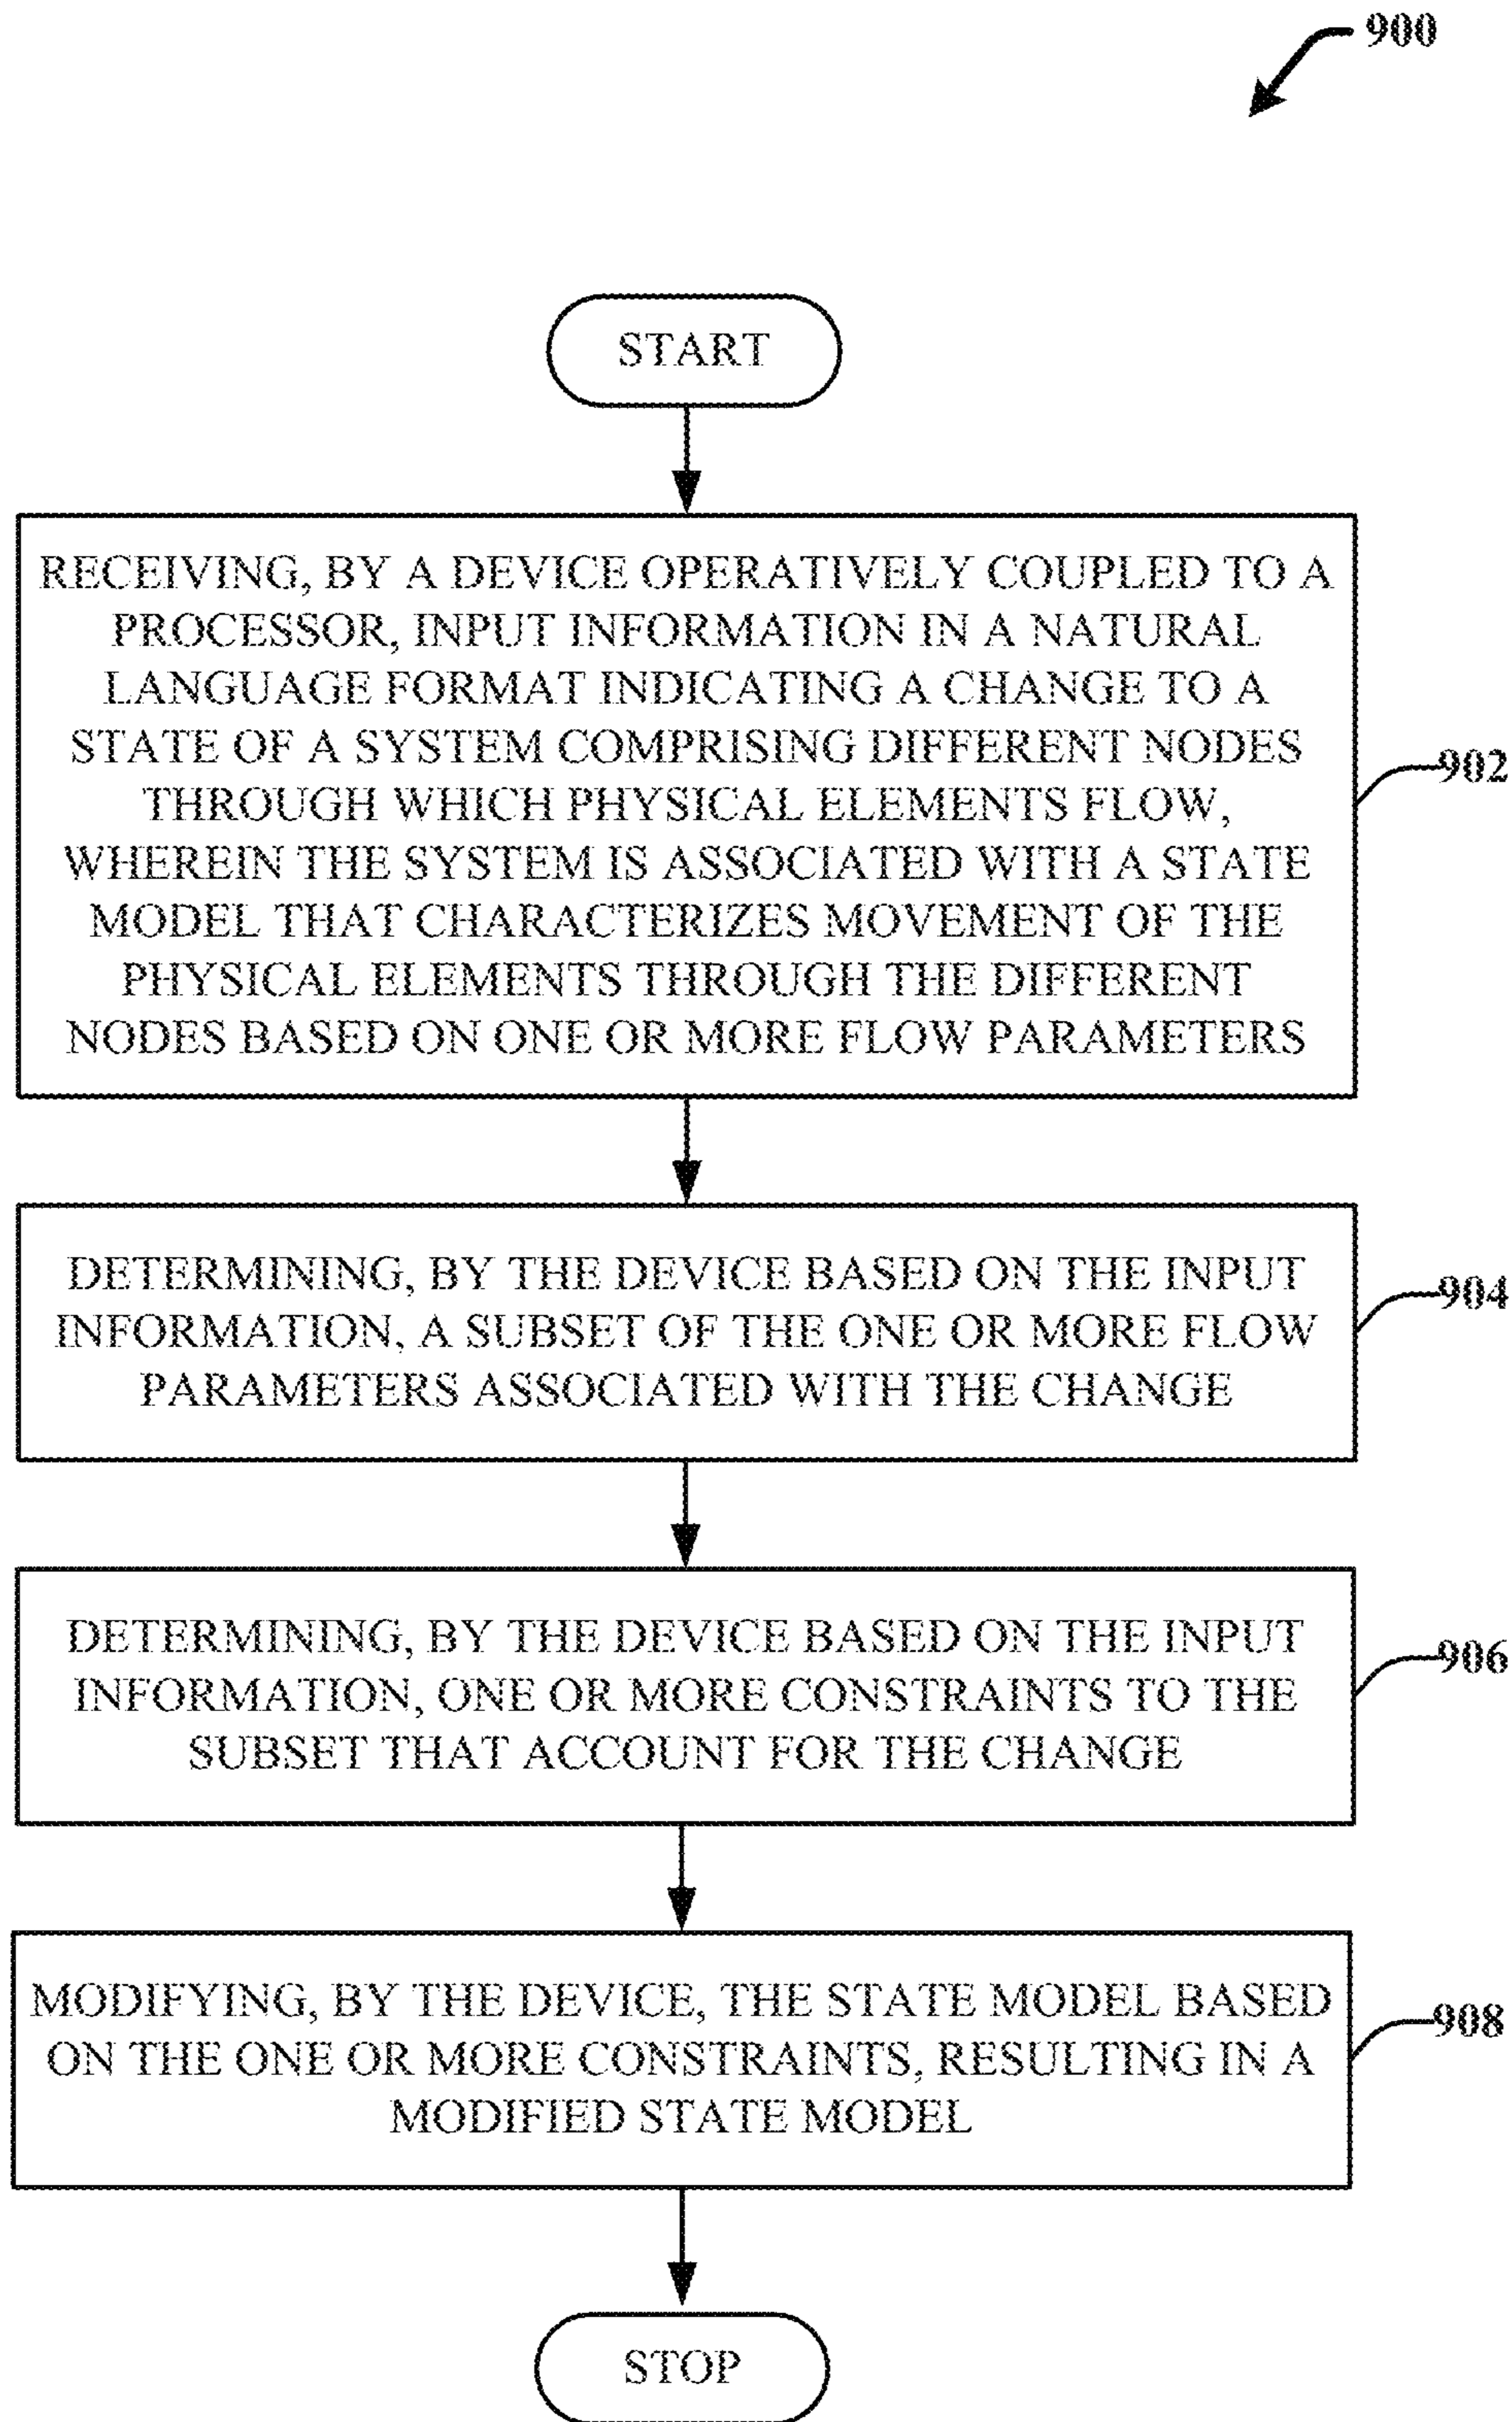 900
START
RECEIVING, BY A DEVICE OPERATIVELY COUPLED TO A
PROCESSOR, INPUT INFORMATION IN A NATURAL
LANGUAGE FORMAT INDICATING A CHANGE TO A
STATE OF A SYSTEM COMPRISING DIFFERENT NODES
THROUGH WHICH PHYSICAL ELEMENTS FLOW,
WHEREIN THE SYSTEM IS ASSOCIATED WITH A STATE
MODEL THAT CHARACTERIZES MOVEMENT OF THE
PHYSICAL ELEMENTS THROUGH THE DIFFERENT
NODES BASED ON ONE OR MORE FLOW PARAMETERS
902
DETERMINING, BY THE DEVICE BASED ON THE INPUT
INFORMATION, A SUBSET OF THE ONE OR MORE FLOW
PARAMETERS ASSOCIATED WITH THE CHANGE
904
DETERMINING, BY THE DEVICE BASED ON THE INPUT
INFORMATION, ONE OR MORE CONSTRAINTS TO THE
SUBSET THAT ACCOUNT FOR THE CHANGE
906
MODIFYING, BY THE DEVICE, THE STATE MODEL BASED
ON THE ONE OR MORE CONSTRAINTS, RESULTING IN A
MODIFIED STATE MODEL
908
STOP